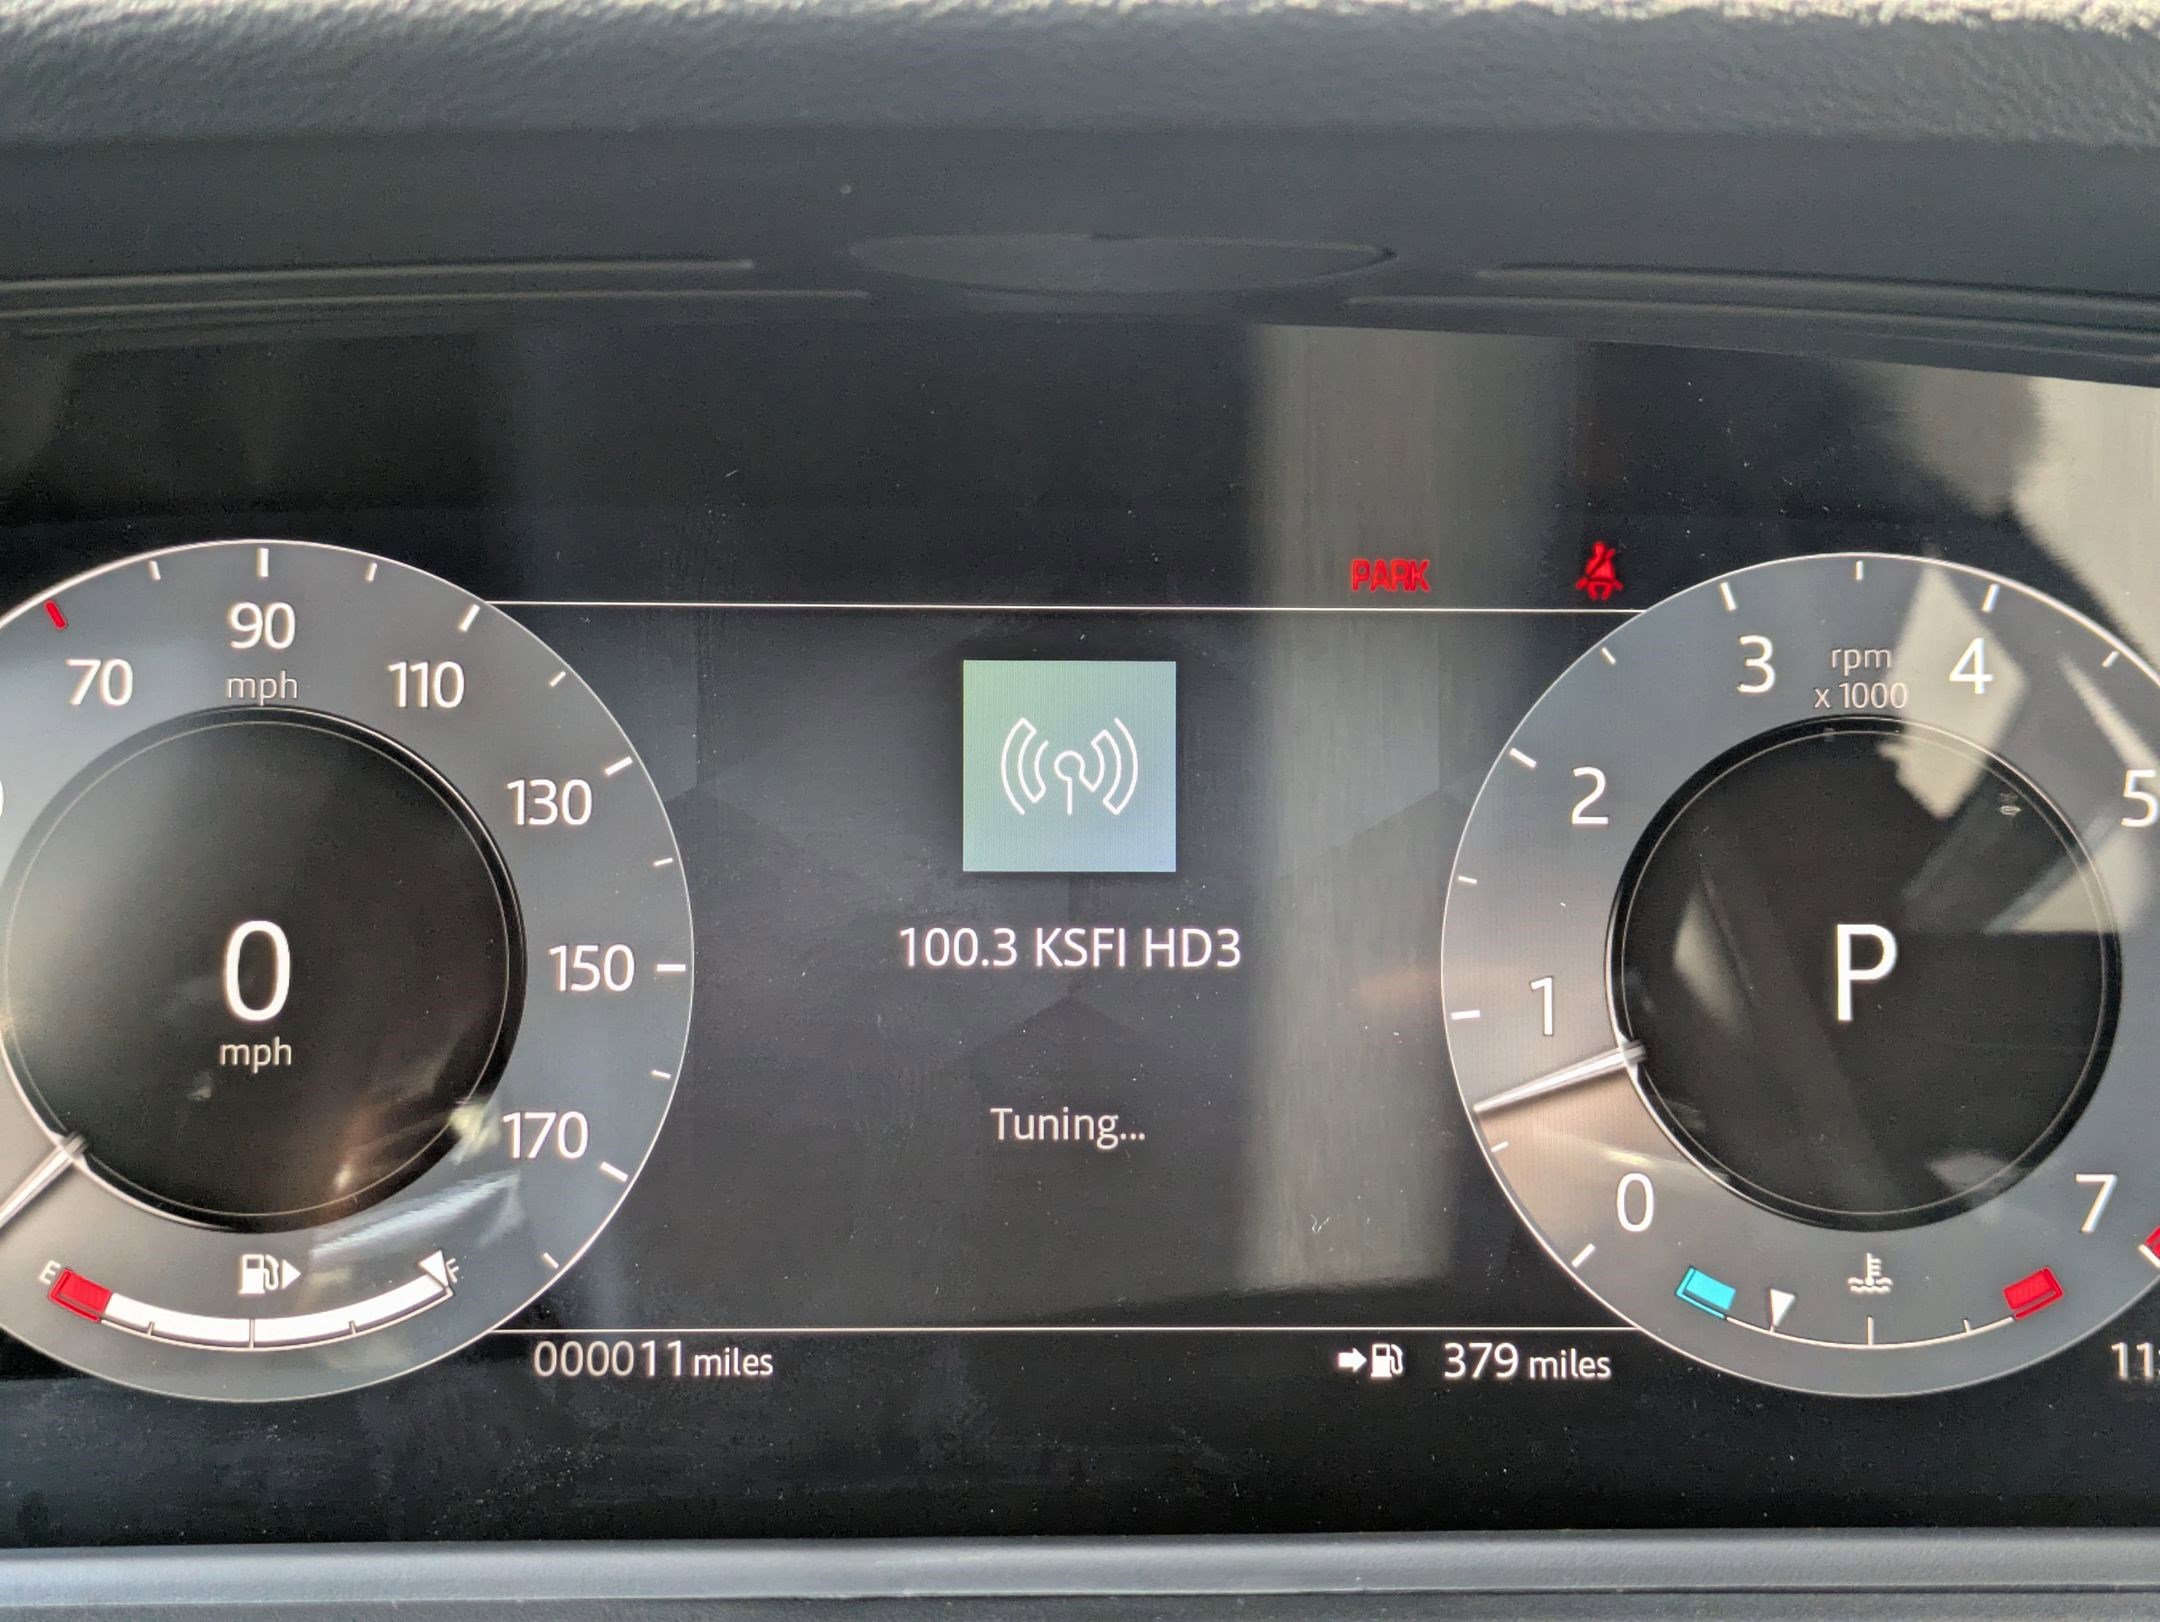 PARK
90
mph
70
110
130
150
170
0
mph
E
F
000011 miles
100.3 KSFI HD3
Tuning...
379 miles
rpm
x 1000
3
4
2
5
1
0
7
P